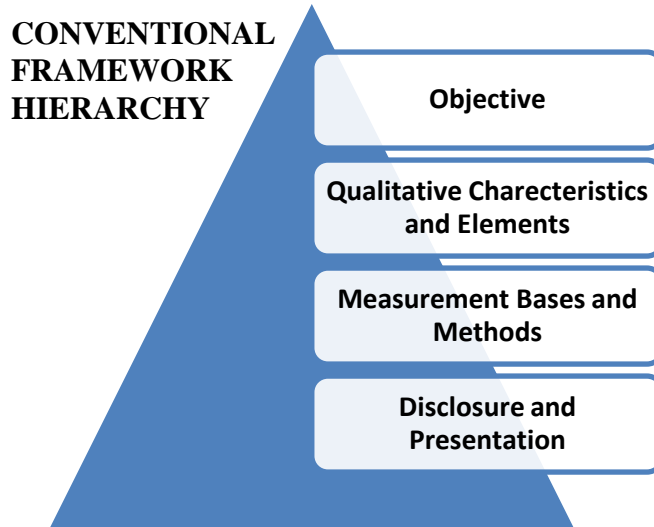 CONVENTIONAL
FRAMEWORK
HIERARCHY
Objective
Qualitative Charecteristics
and Elements
Measurement Bases and
Methods
Disclosure and
Presentation